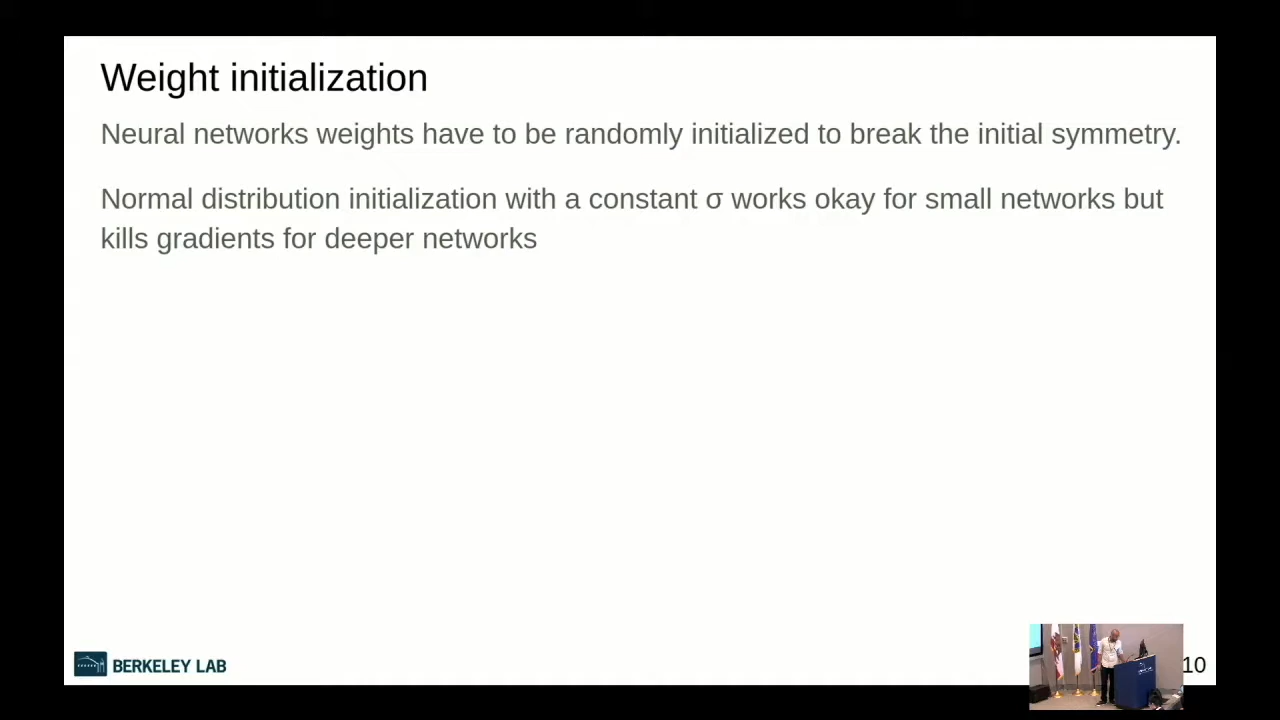 Weight initialization
Neural networks weights have to be randomly initialized to break the initial symmetry.
Normal distribution initialization with a constant σ works okay for small networks but
kills gradients for deeper networks
BERKELEY LAB
10